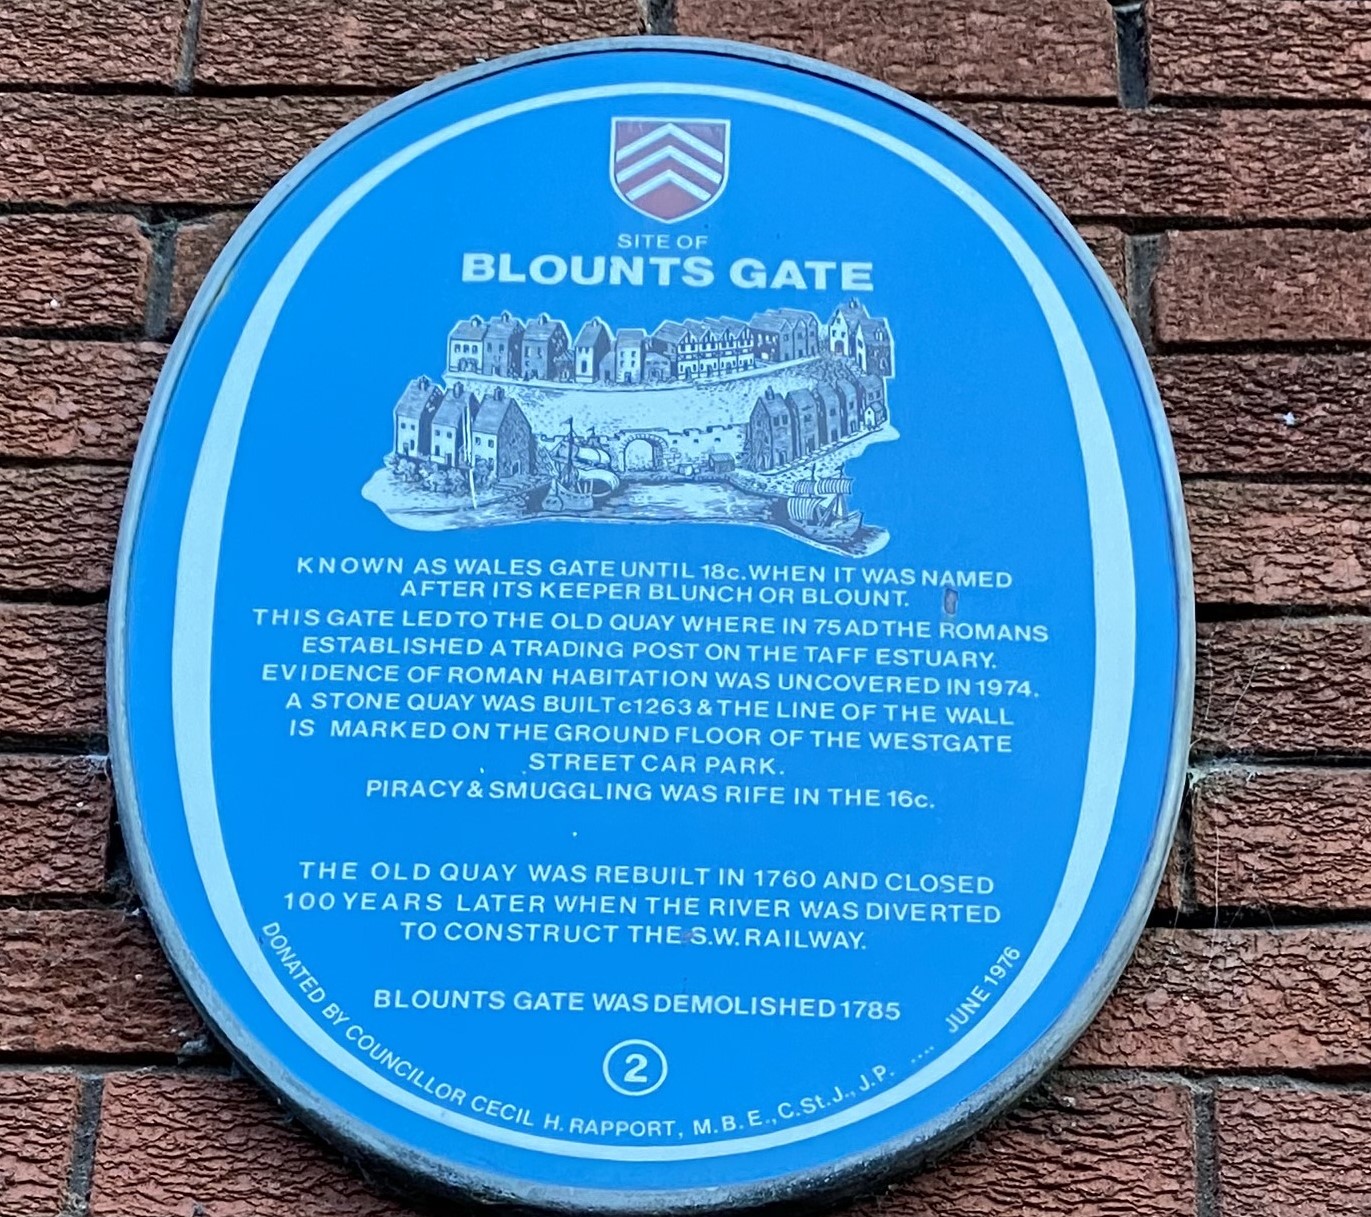 SITE OF
BLOUNTS GATE
KNOWN AS WALES GATE UNTIL 18c. WHEN IT WAS NAMED
AFTER ITS KEEPER BLUNCH OR BLOUNT.
THIS GATE LED TO THE OLD QUAY WHERE IN 75 AD THE ROMANS
ESTABLISHED A TRADING POST ON THE TAFF ESTUARY.
EVIDENCE OF ROMAN HABITATION WAS UNCOVERED IN 1974.
A STONE QUAY WAS BUILT c1263 & THE LINE OF THE WALL
IS MARKED ON THE GROUND FLOOR OF THE WESTGATE
STREET CAR PARK.
PIRACY & SMUGGLING WAS RIFE IN THE 16c.
THE OLD QUAY WAS REBUILT IN 1760 AND CLOSED
100 YEARS LATER WHEN THE RIVER WAS DIVERTED
TO CONSTRUCT THE S.W. RAILWAY.
BLOUNTS GATE WAS DEMOLISHED 1785
2
DONATED BY COUNCILLOR CECIL H. RAPPORT, M.B.E., C.St.J., J.P. .... JUNE 1976